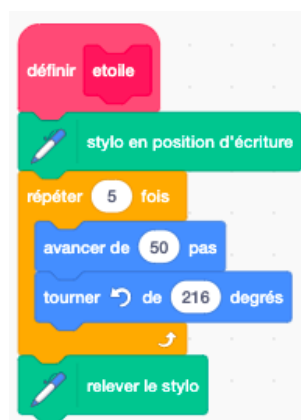 définir etoile
stylo en position d'écriture
répéter 5 fois
avancer de 50 pas
tourner de 216 degrés
relever le stylo